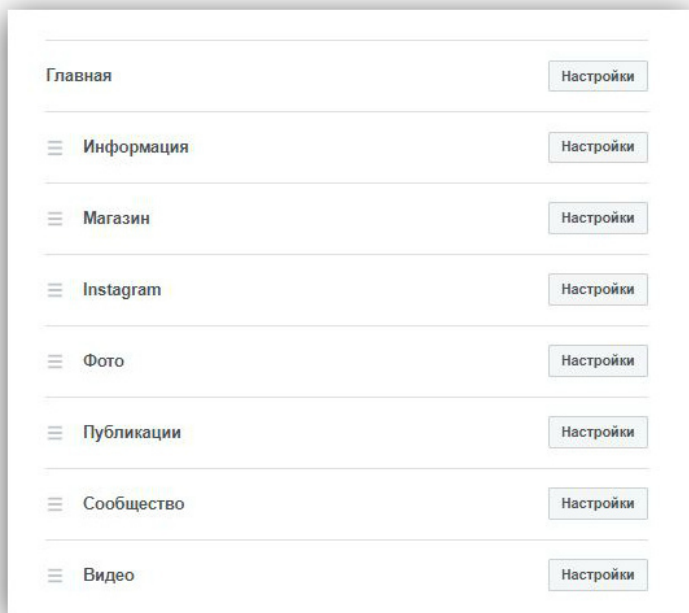 Главная Настройки
Информация Настройки
Магазин Настройки
Instagram Настройки
Фото Настройки
Публикации Настройки
Сообщество Настройки
Видео Настройки